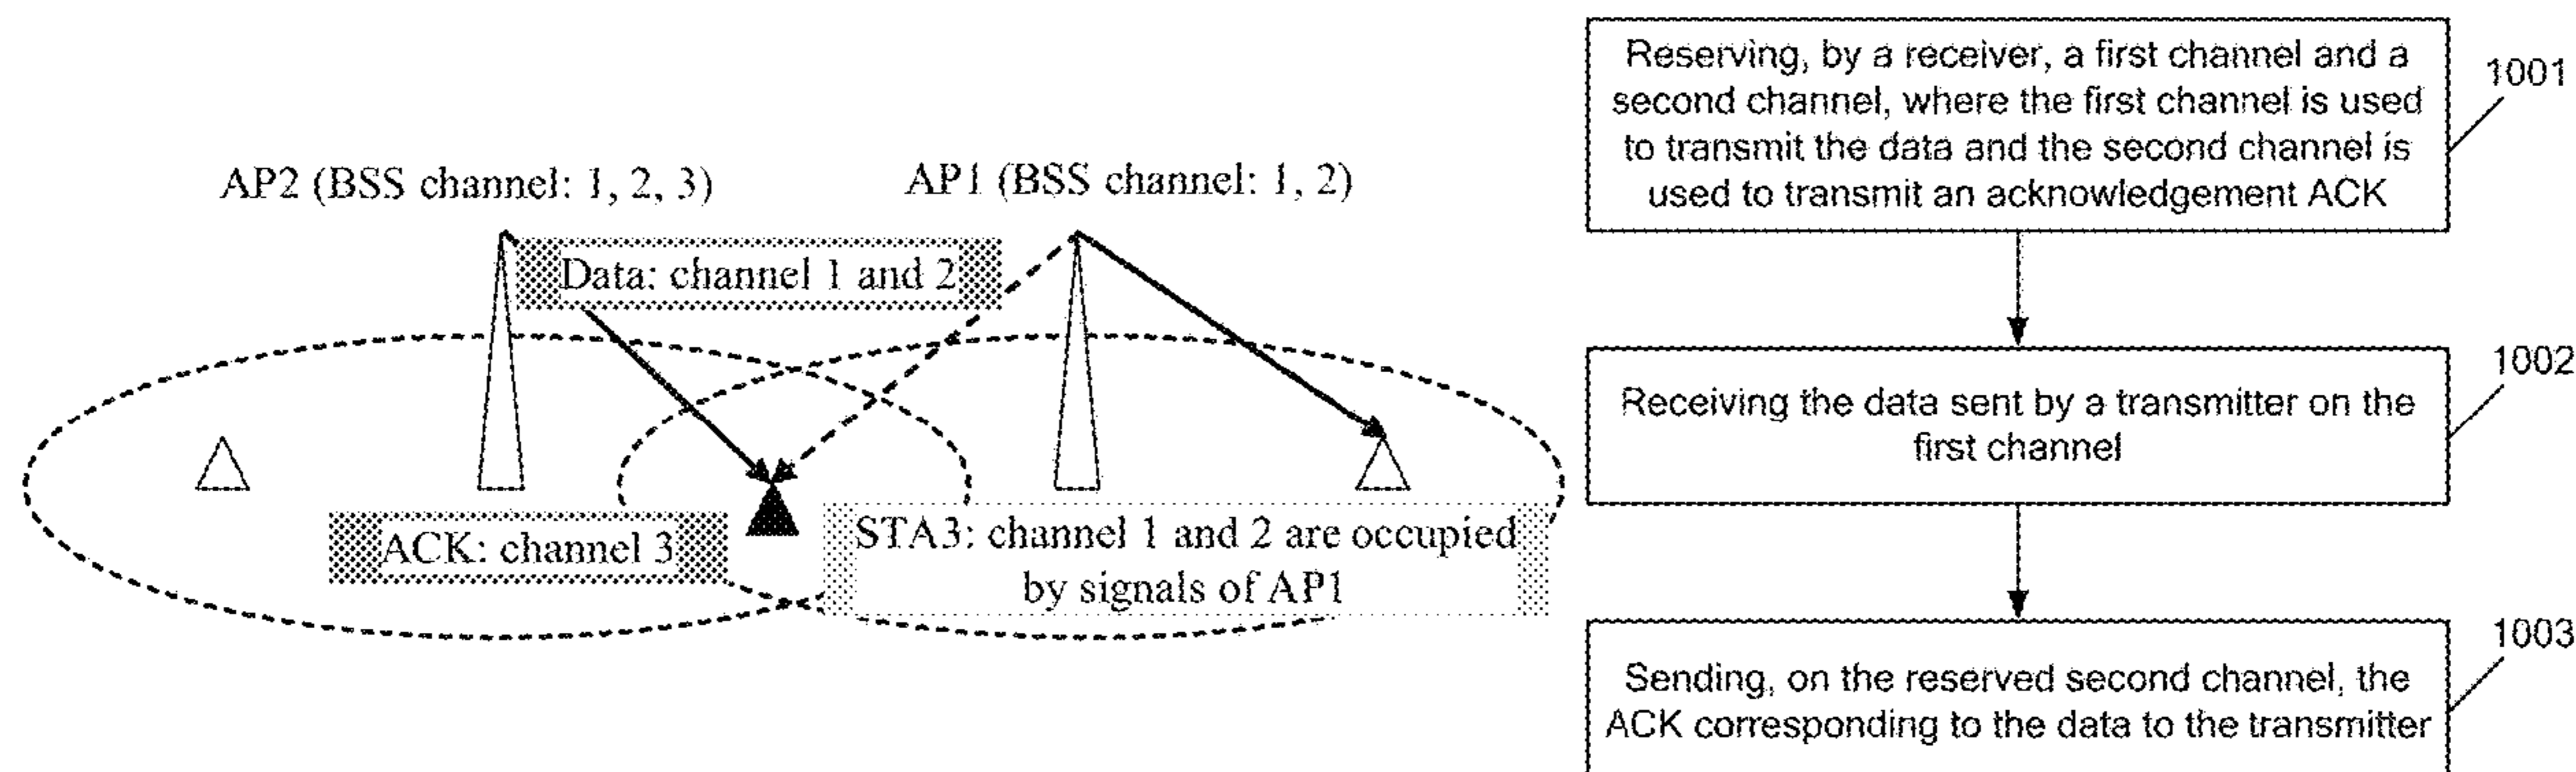 AP2 (BSS channel: 1, 2, 3)
AP1 (BSS channel: 1, 2)
Data: channel 1 and 2
ACK: channel 3
STA3: channel 1 and 2 are occupied
by signals of AP1
Reserving, by a receiver, a first channel and a
second channel, where the first channel is used
to transmit the data and the second channel is
used to transmit an acknowledgement ACK
1001
Receiving the data sent by a transmitter on the
first channel
1002
Sending, on the reserved second channel, the
ACK corresponding to the data to the transmitter
1003